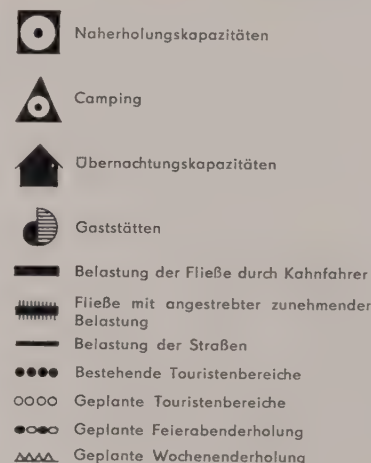 Naherholungskapazitäten
Camping
Übernachtungskapazitäten
Gaststätten
Belastung der Fließe durch Kahnfahrer
Fließe mit angestrebter zunehmender
Belastung
Belastung der Straßen
Bestehende Touristenbereiche
Geplante Touristenbereiche
Geplante Feierabenderholung
Geplante Wochenenderholung